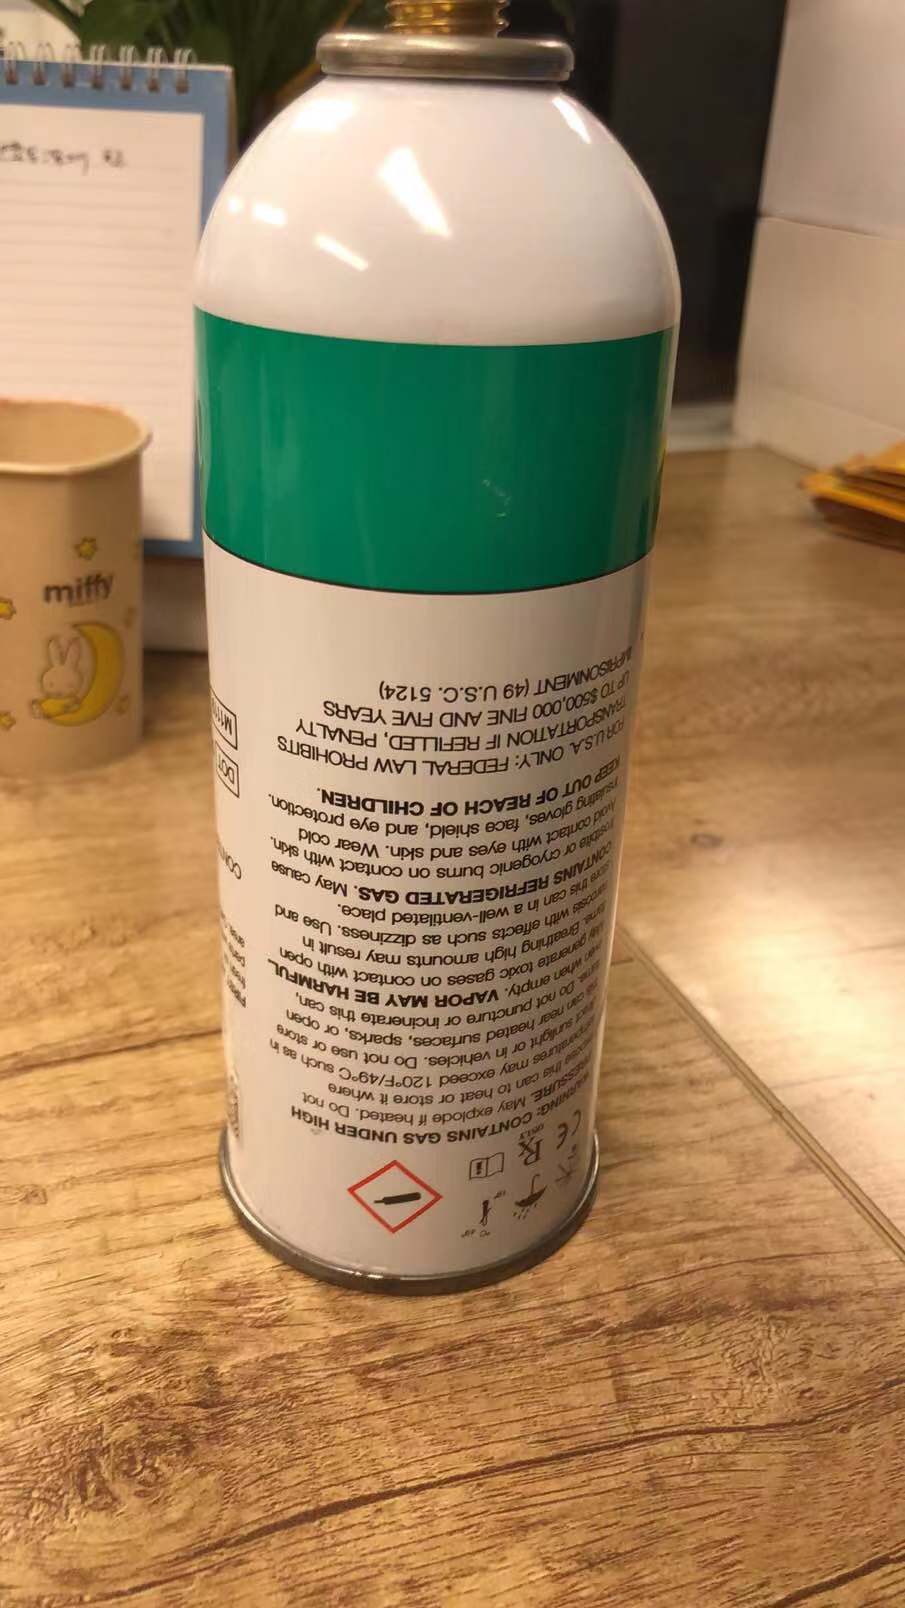 miffy
WARNING: CONTAINS GAS UNDER HIGH
PRESSURE. May explode if heated. Do not
expose this can to heat or store it where
temperatures may exceed 120°F/49°C such as in
direct sunlight or in vehicles. Do not use or store
this can near heated surfaces, sparks, or open
flame. Do not puncture or incinerate this can,
even when empty. VAPOR MAY BE HARMFUL.
May generate toxic gases on contact with open
flame. Breathing high amounts may result in
narcosis with effects such as dizziness. Use and
store this can in a well-ventilated place.
CONTAINS REFRIGERATED GAS. May cause
frostbite or cryogenic burns on contact with skin.
Avoid contact with eyes and skin. Wear cold
insulating gloves, face shield, and eye protection.
KEEP OUT OF REACH OF CHILDREN.
FOR U.S.A. ONLY: FEDERAL LAW PROHIBITS
TRANSPORTATION IF REFILLED, PENALTY
UP TO $500,000 FINE AND FIVE YEARS
IMPRISONMENT (49 U.S.C. 5124)
DOT